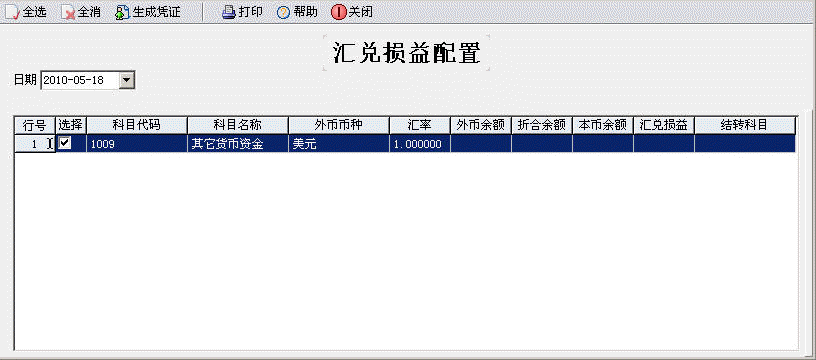 全选 全消 生成凭证 打印 帮助 关闭
汇兑损益配置
日期 2010-05-18
行号 选择 科目代码 科目名称 外币币种 汇率 外币余额 折合余额 本币余额 汇兑损益 结转科目
1 1009 其它货币资金 美元 1.000000